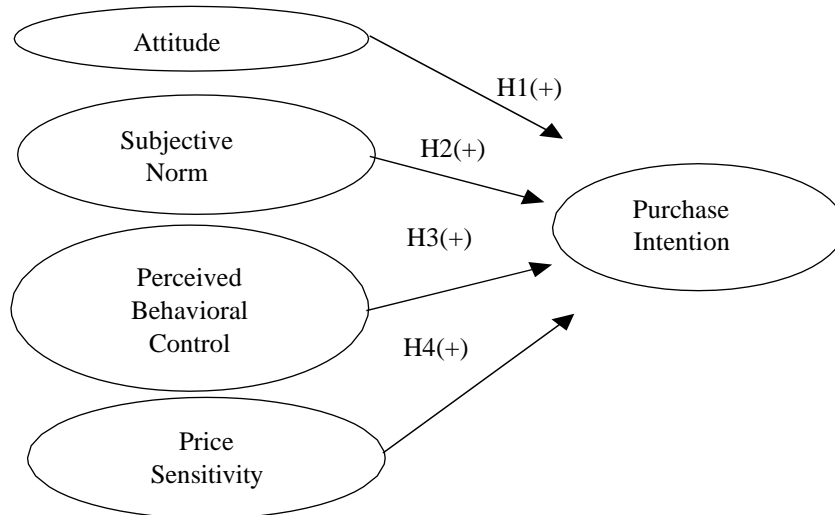 Attitude
H1(+)
Subjective
Norm
H2(+)
Purchase
Intention
H3(+)
Perceived
Behavioral
Control
H4(+)
Price
Sensitivity